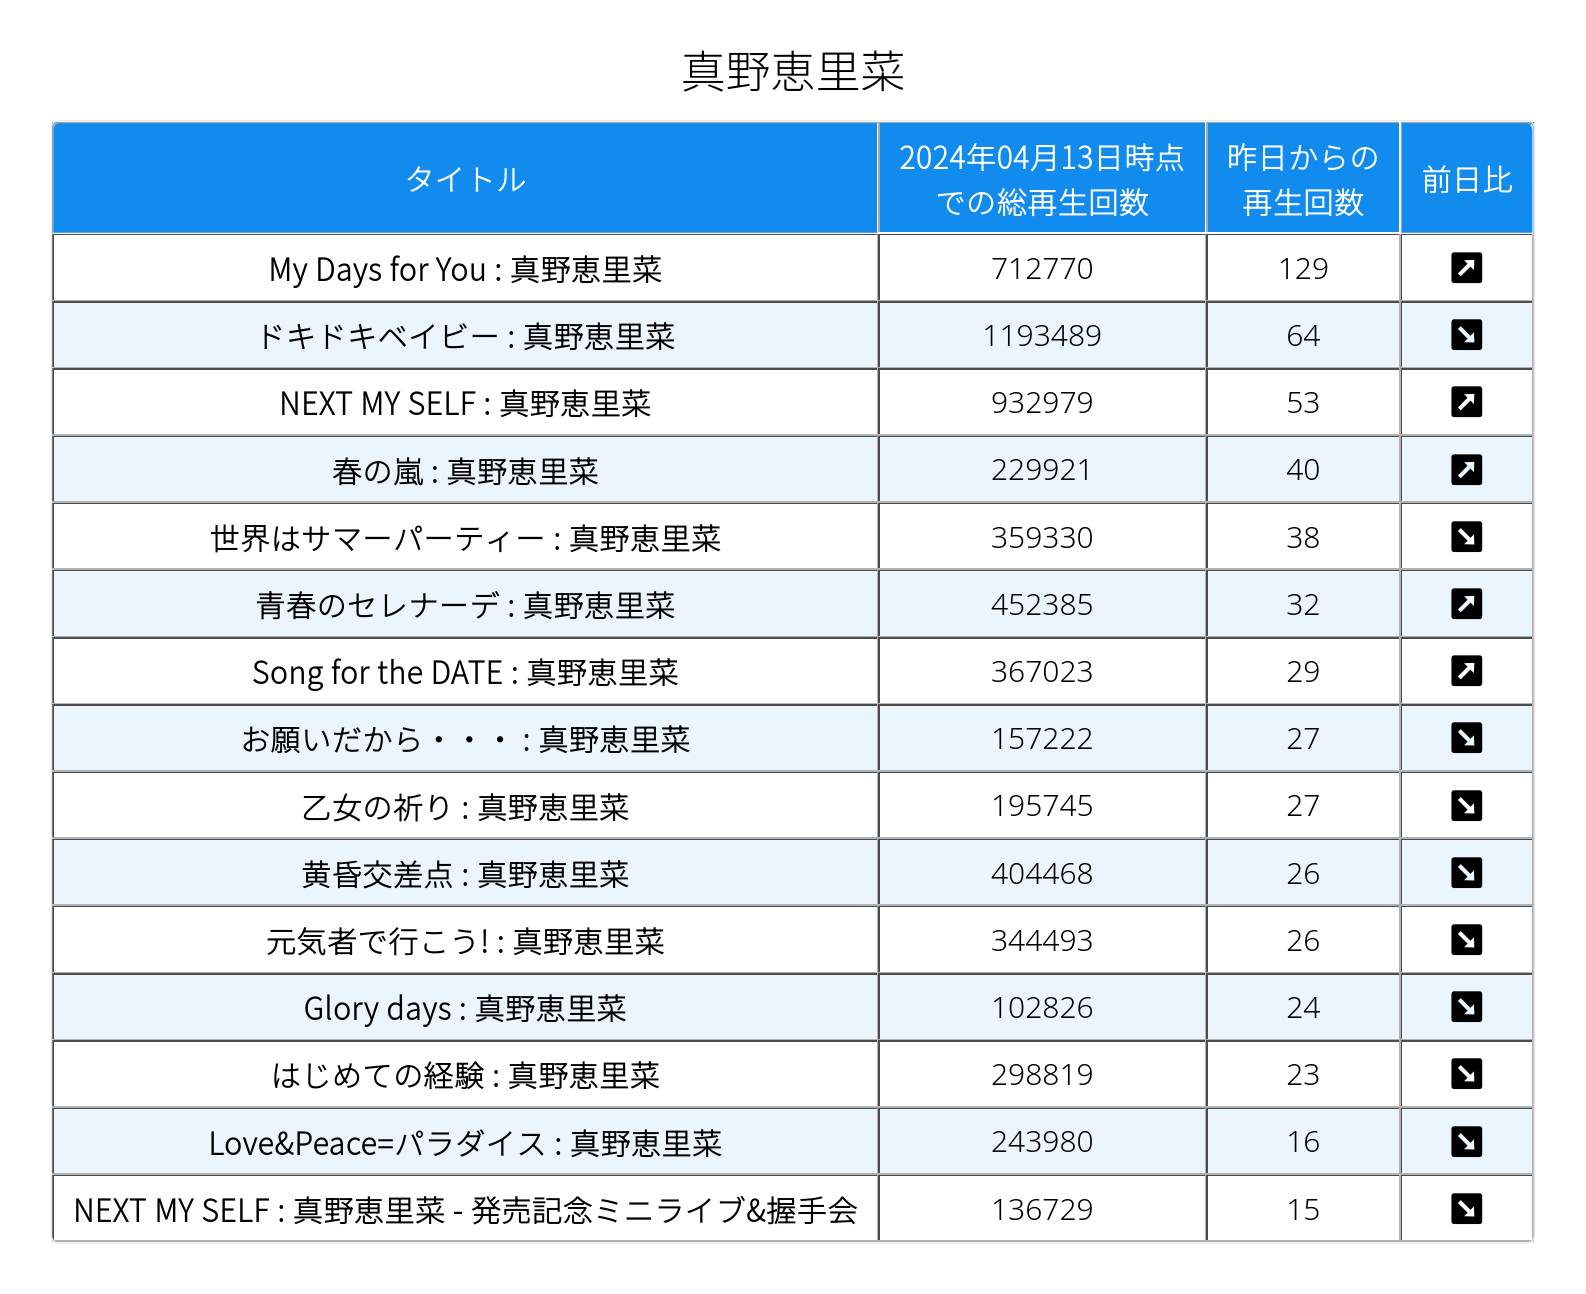 真野恵里菜
タイトル 2024年04月13日時点での総再生回数 昨日からの再生回数 前日比
My Days for You : 真野恵里菜 712770 129
ドキドキベイビー : 真野恵里菜 1193489 64
NEXT MY SELF : 真野恵里菜 932979 53
春の嵐 : 真野恵里菜 229921 40
世界はサマーパーティー : 真野恵里菜 359330 38
青春のセレナーデ : 真野恵里菜 452385 32
Song for the DATE : 真野恵里菜 367023 29
お願いだから・・・ : 真野恵里菜 157222 27
乙女の祈り : 真野恵里菜 195745 27
黄昏交差点 : 真野恵里菜 404468 26
元気者で行こう! : 真野恵里菜 344493 26
Glory days : 真野恵里菜 102826 24
はじめての経験 : 真野恵里菜 298819 23
Love&Peace=パラダイス : 真野恵里菜 243980 16
NEXT MY SELF : 真野恵里菜 - 発売記念ミニライブ&握手会 136729 15